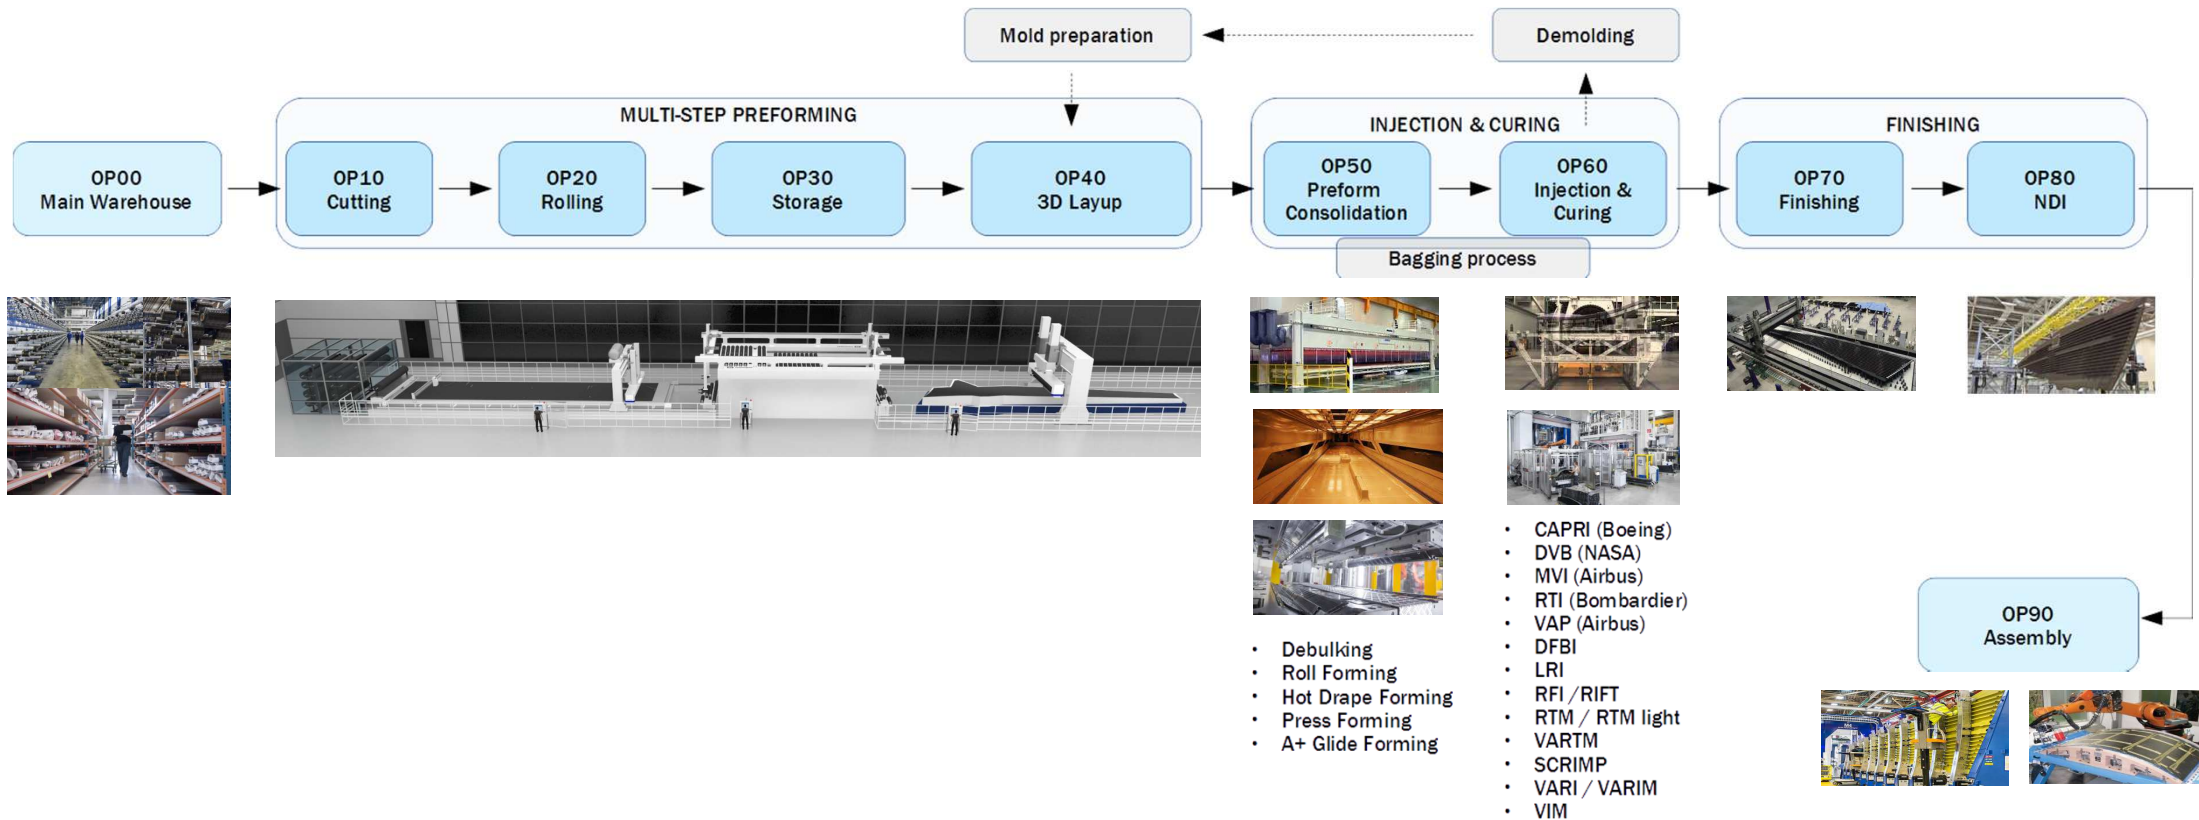 Mold preparation
Demolding
MULTI-STEP PREFORMING
INJECTION & CURING
FINISHING
OP00
Main Warehouse
OP10
Cutting
OP20
Rolling
OP30
Storage
OP40
3D Layup
OP50
Preform
Consolidation
OP60
Injection &
Curing
OP70
Finishing
OP80
NDI
Bagging process
• Debulking
• Roll Forming
• Hot Drape Forming
• Press Forming
• A+ Glide Forming
• CAPRI (Boeing)
• DVB (NASA)
• MVI (Airbus)
• RTI (Bombardier)
• VAP (Airbus)
• DFBI
• LRI
• RFI /RIFT
• RTM / RTM light
• VARTM
• SCRIMP
• VARI / VARIM
• VIM
OP90
Assembly